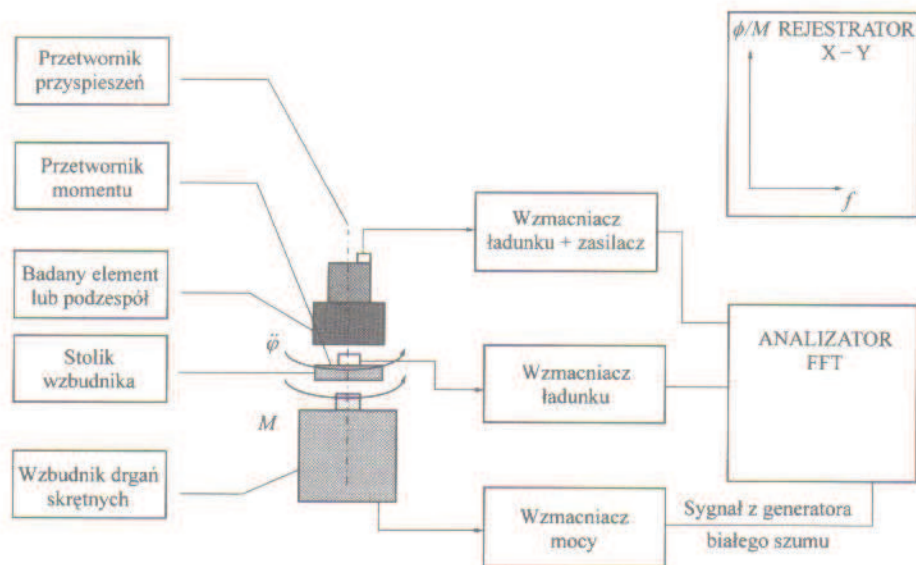 Przetwornik
przyspieszeń
Przetwornik
momentu
Badany element
lub podzespół
Stolik
wzbudnika
Wzbudnik drgań
skrętnych
φ̈
M
Wzmacniacz
ładunku + zasilacz
Wzmacniacz
ładunku
Wzmacniacz
mocy
ϕ/M REJESTRATOR
X – Y
f
ANALIZATOR
FFT
Sygnał z generatora
białego szumu